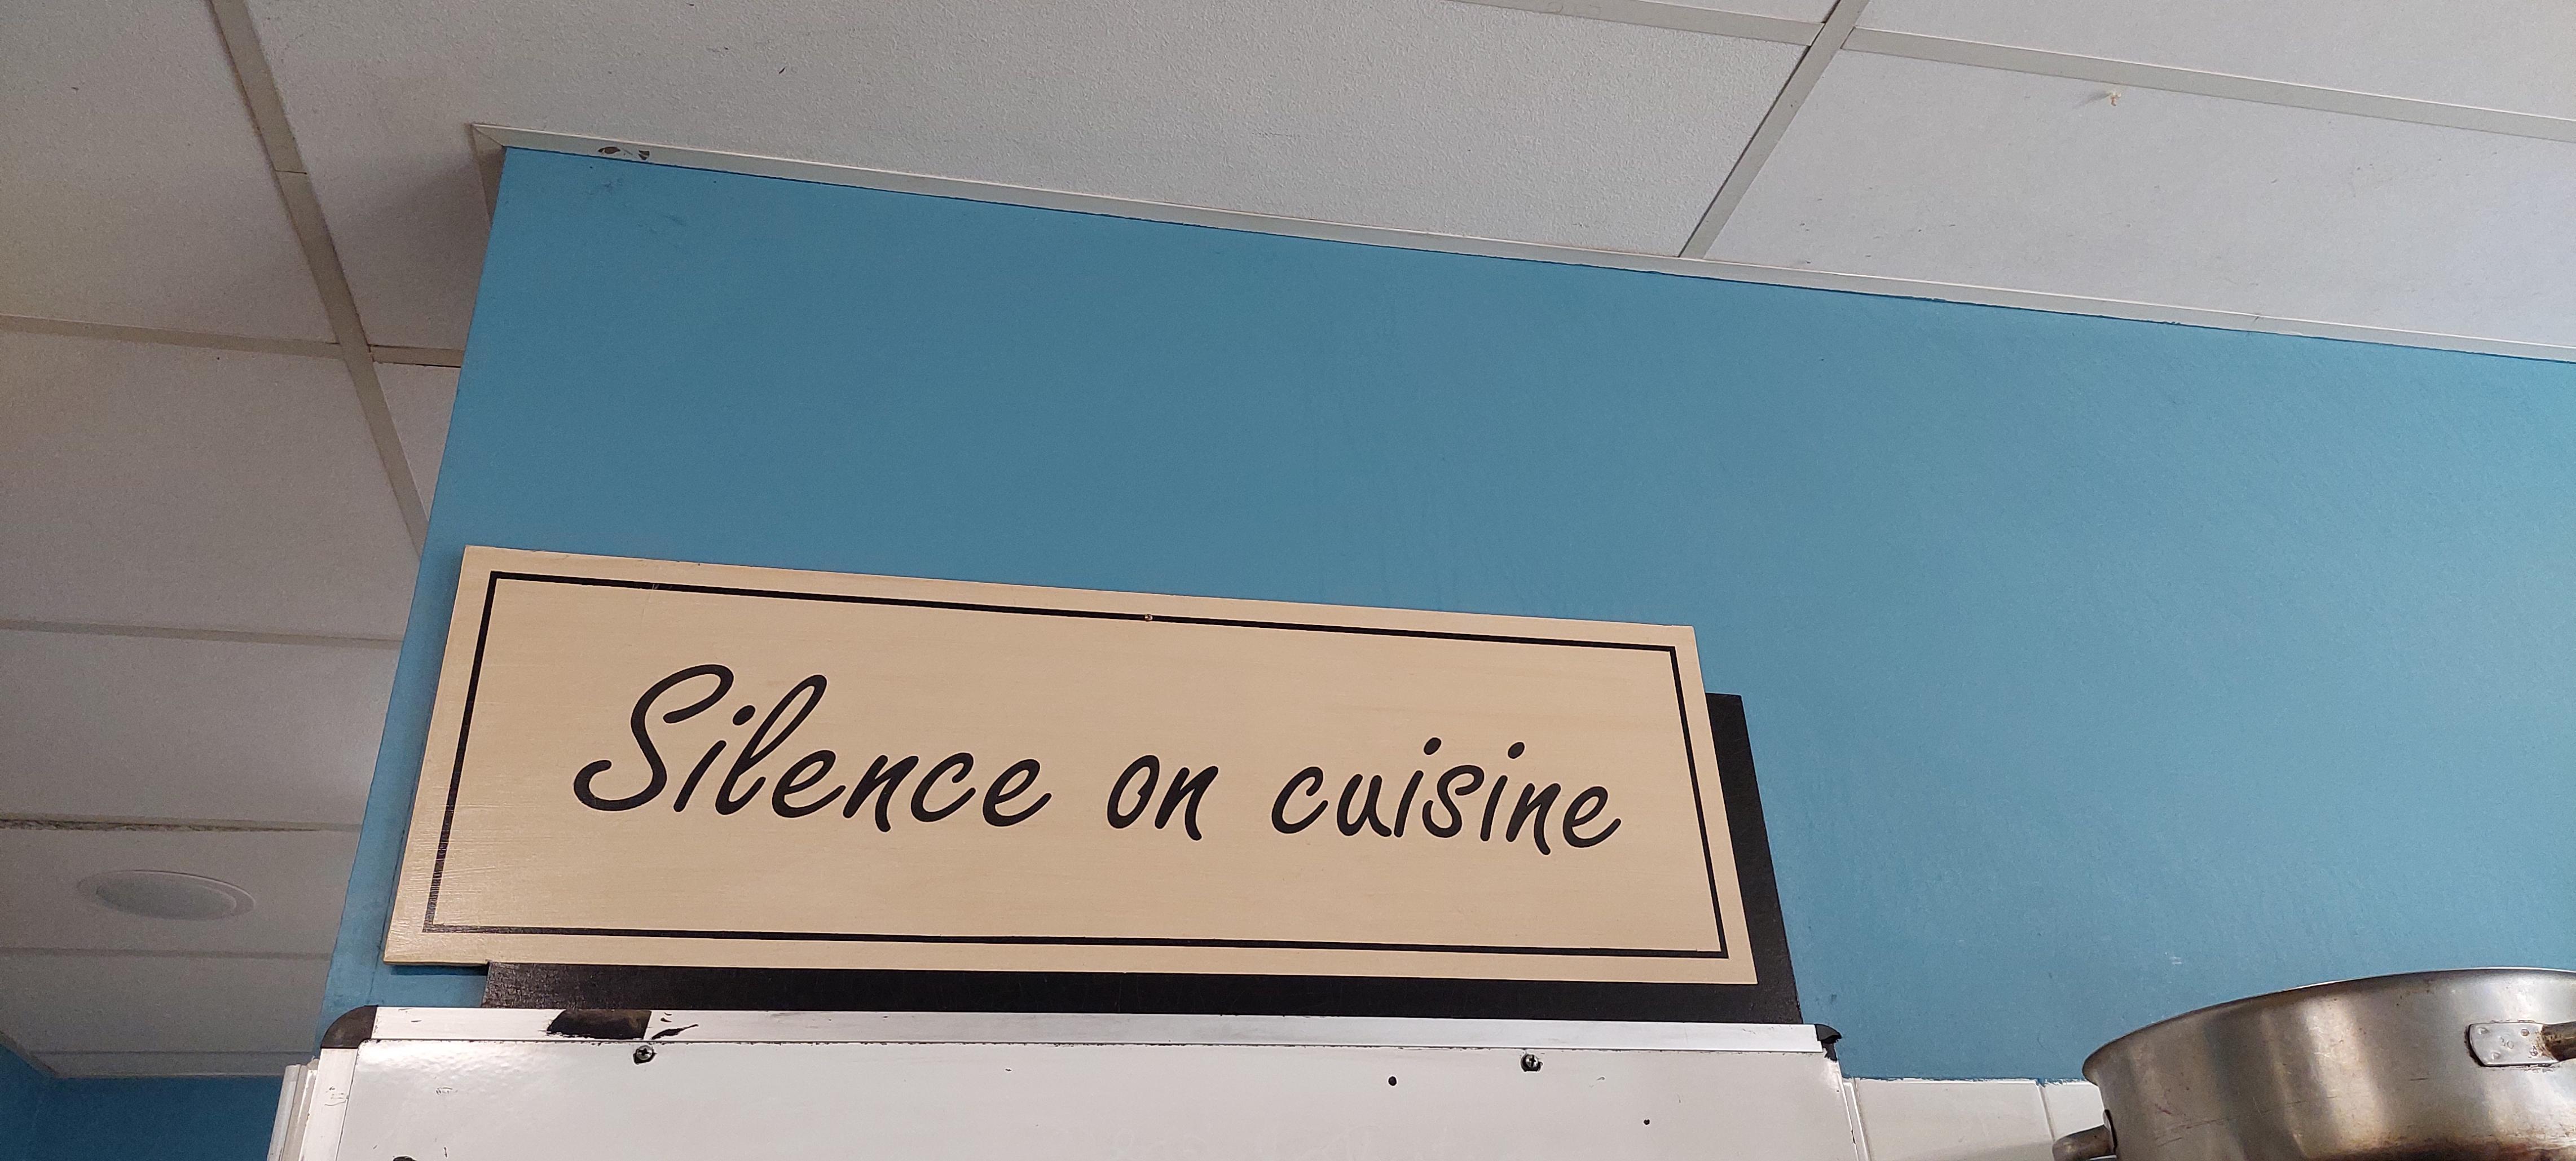 Silence on cuisine